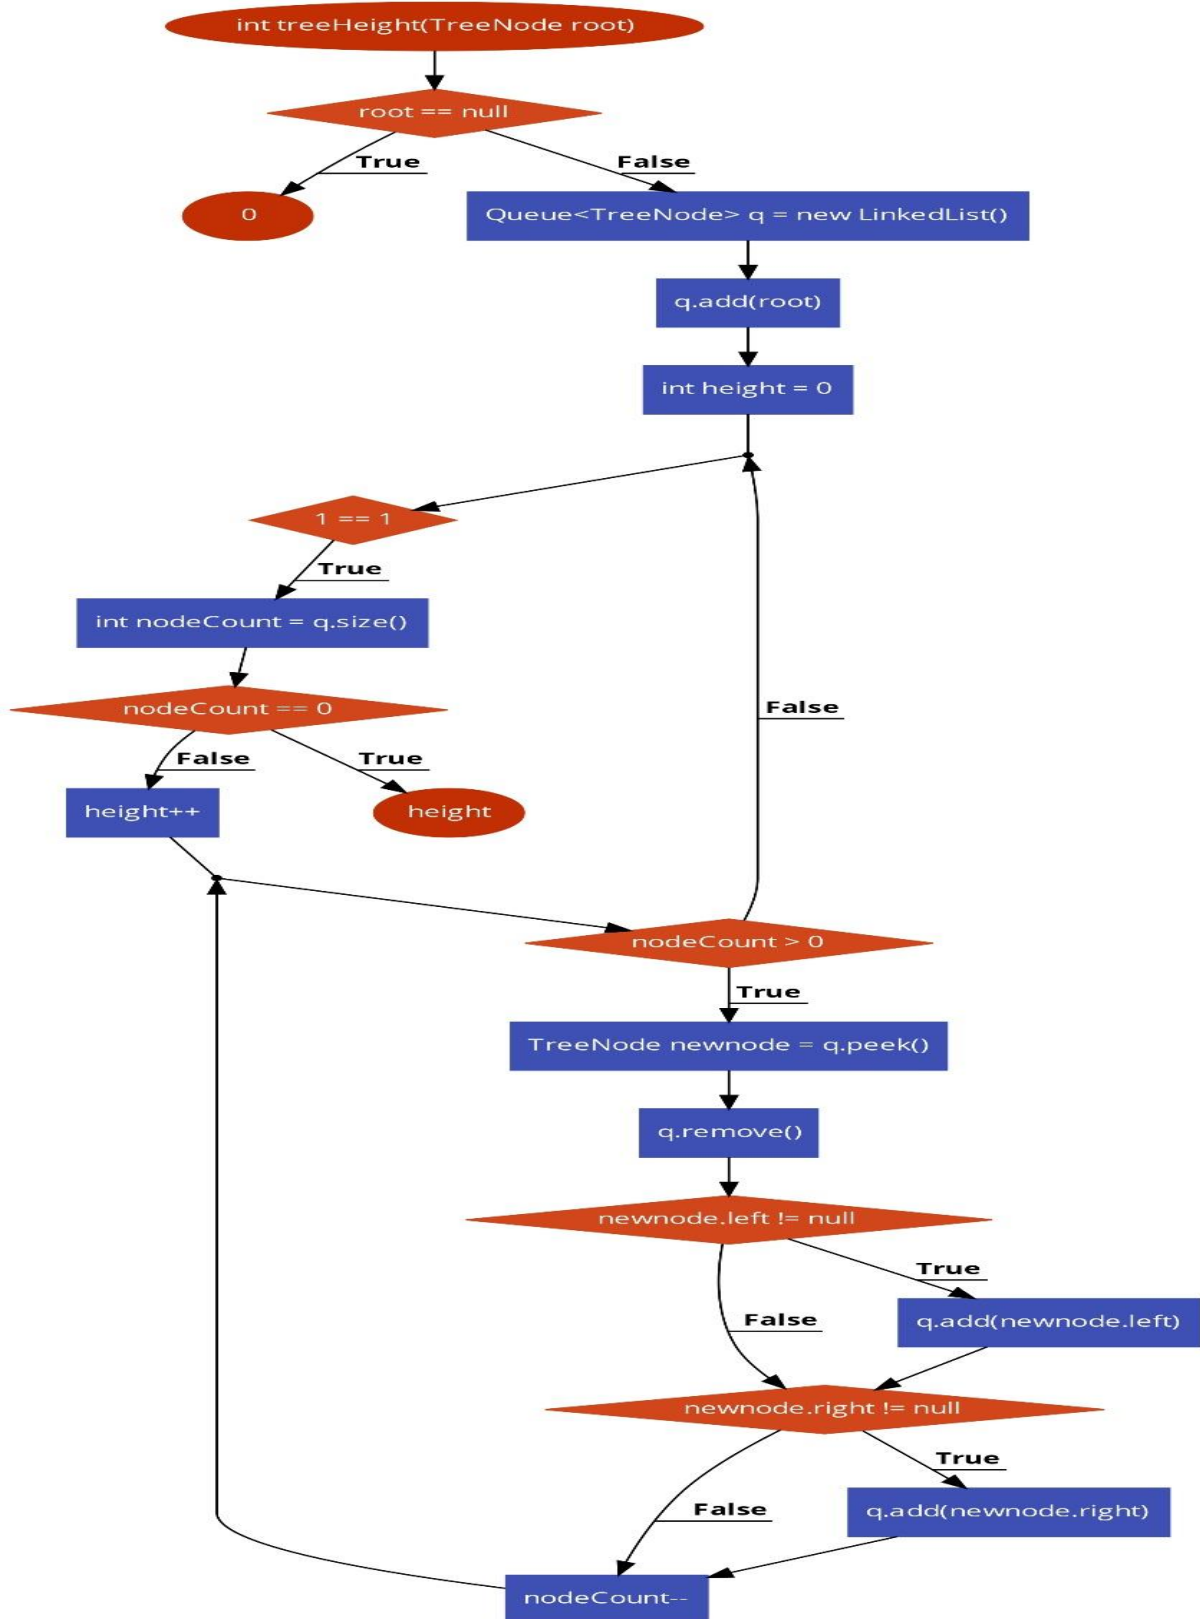 int treeHeight(TreeNode root)
root == null
True
False
0
Queue<TreeNode> q = new LinkedList()
q.add(root)
int height = 0
1 == 1
True
int nodeCount = q.size()
nodeCount == 0
False
False
True
height++
height
nodeCount > 0
True
TreeNode newnode = q.peek()
q.remove()
newnode.left != null
True
False
q.add(newnode.left)
newnode.right != null
True
False
q.add(newnode.right)
nodeCount--